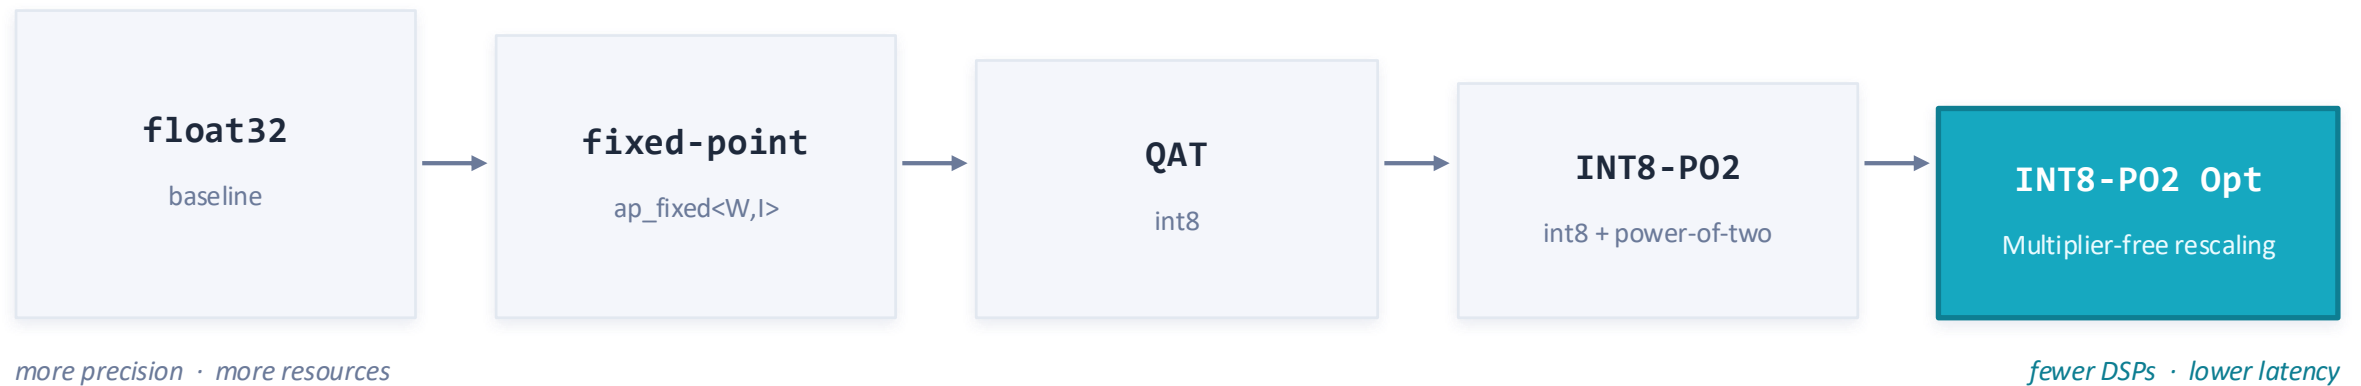 float32
baseline
fixed-point
ap_fixed<W,I>
QAT
int8
INT8-PO2
int8 + power-of-two
INT8-PO2 Opt
Multiplier-free rescaling
more precision · more resources
fewer DSPs · lower latency